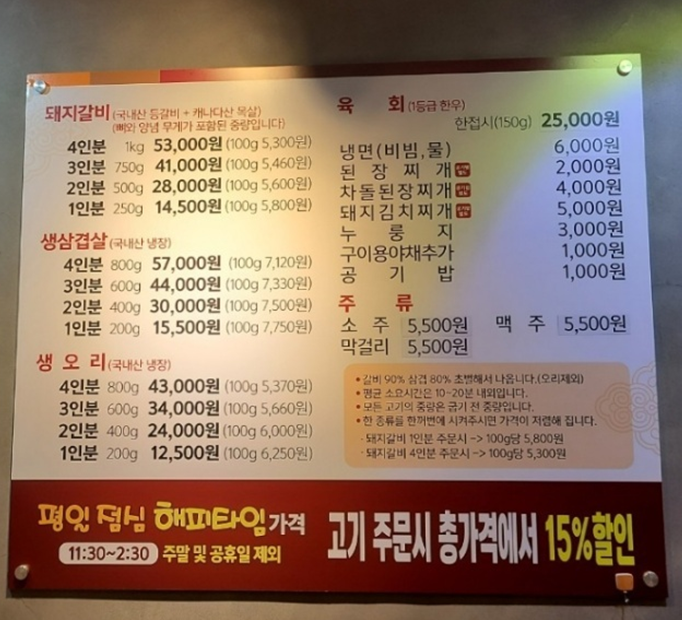 돼지갈비 (국내산 등갈비 + 캐나다산 목살)
(뼈와 양념 무게가 포함된 중량입니다)
4인분 1kg 53,000원 (100g 5,300원)
3인분 750g 41,000원 (100g 5,460원)
2인분 500g 28,000원 (100g 5,600원)
1인분 250g 14,500원 (100g 5,800원)
생삼겹살 (국내산 냉장)
4인분 800g 57,000원 (100g 7,120원)
3인분 600g 44,000원 (100g 7,330원)
2인분 400g 30,000원 (100g 7,500원)
1인분 200g 15,500원 (100g 7,750원)
생 오 리 (국내산 냉장)
4인분 800g 43,000원 (100g 5,370원)
3인분 600g 34,000원 (100g 5,660원)
2인분 400g 24,000원 (100g 6,000원)
1인분 200g 12,500원 (100g 6,250원)
육 회 (1등급 한우)
한접시(150g) 25,000원
냉면(비빔,물) 6,000원
된 장 찌 개 2,000원
차돌된장찌개 4,000원
돼지김치찌개 5,000원
누 룽 지 3,000원
구이용야채추가 1,000원
공 기 밥 1,000원
주 류
소 주 5,500원 맥 주 5,500원
막걸리 5,500원
• 갈비 90% 삼겹 80% 초벌해서 나옵니다.(오리제외)
• 평균 소요시간은 10~20분 내외입니다.
• 모든 고기의 중량은 굽기 전 중량입니다.
• 한 종류를 한꺼번에 시켜주시면 가격이 저렴해 집니다.
· 돼지갈비 1인분 주문시 -> 100g당 5,800원
· 돼지갈비 4인분 주문시 -> 100g당 5,300원
평일 점심 해피타임 가격
11:30~2:30 주말 및 공휴일 제외
고기 주문시 총가격에서 15%할인